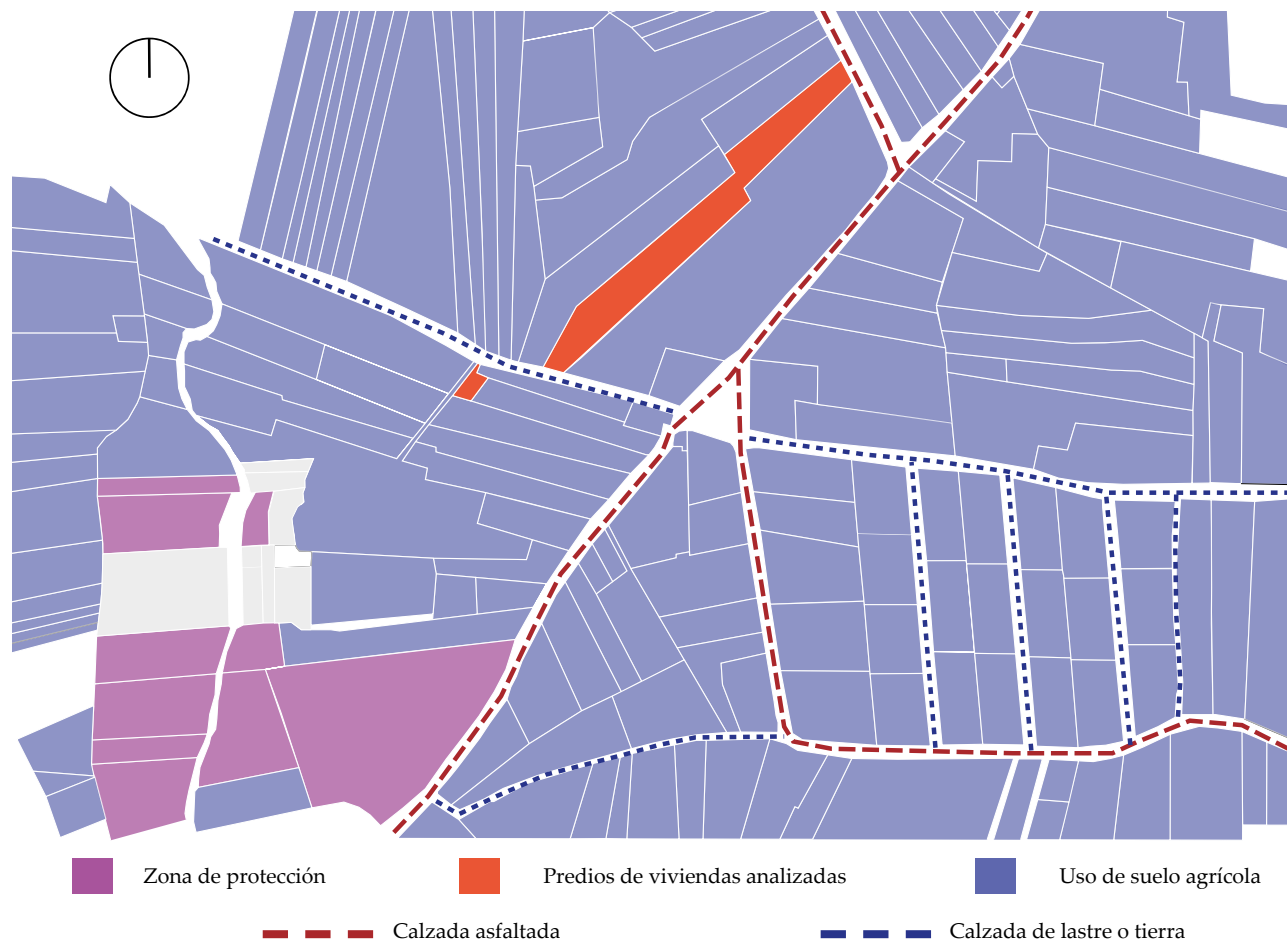 Zona de protección
Predios de viviendas analizadas
Uso de suelo agrícola
Calzada asfaltada
Calzada de lastre o tierra